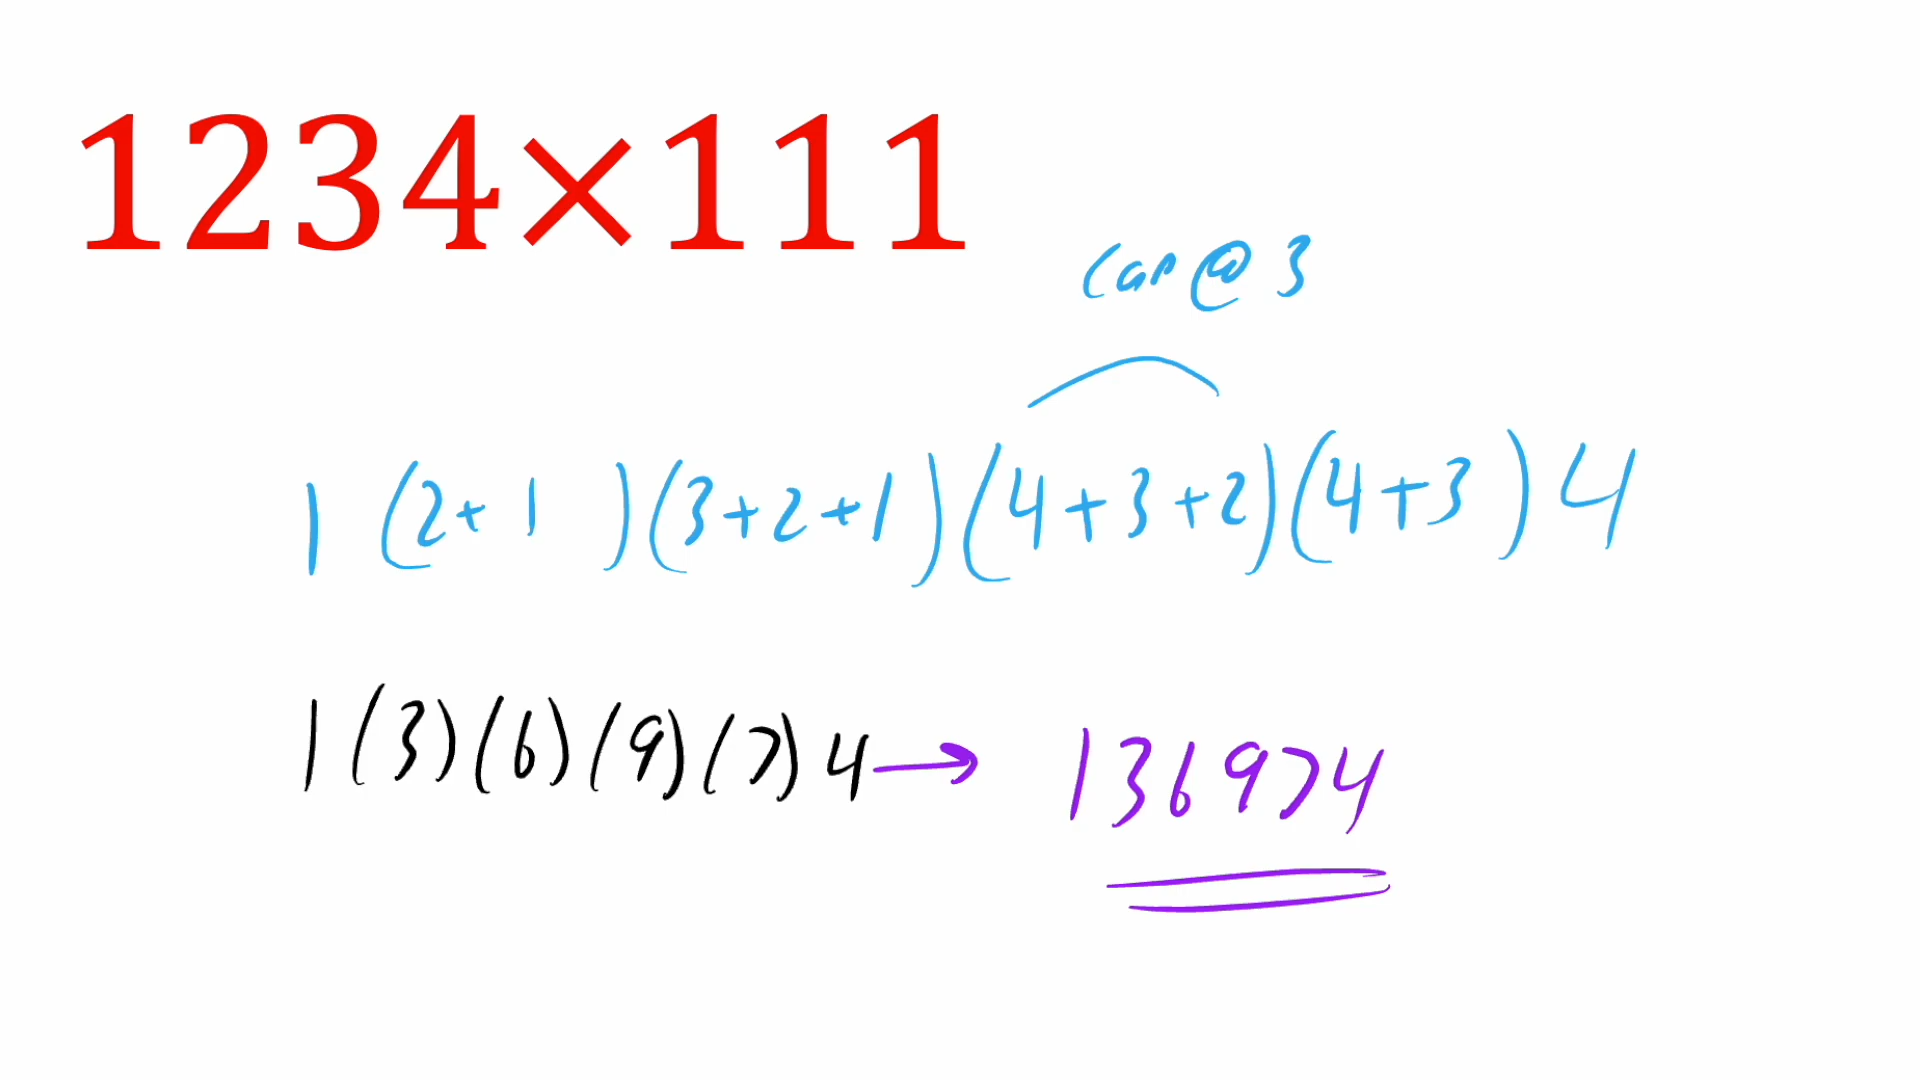 1234×111
Cap @ 3
1 (2+1)(3+2+1)(4+3+2)(4+3)4
1(3)(6)(9)(7)4→ 136974